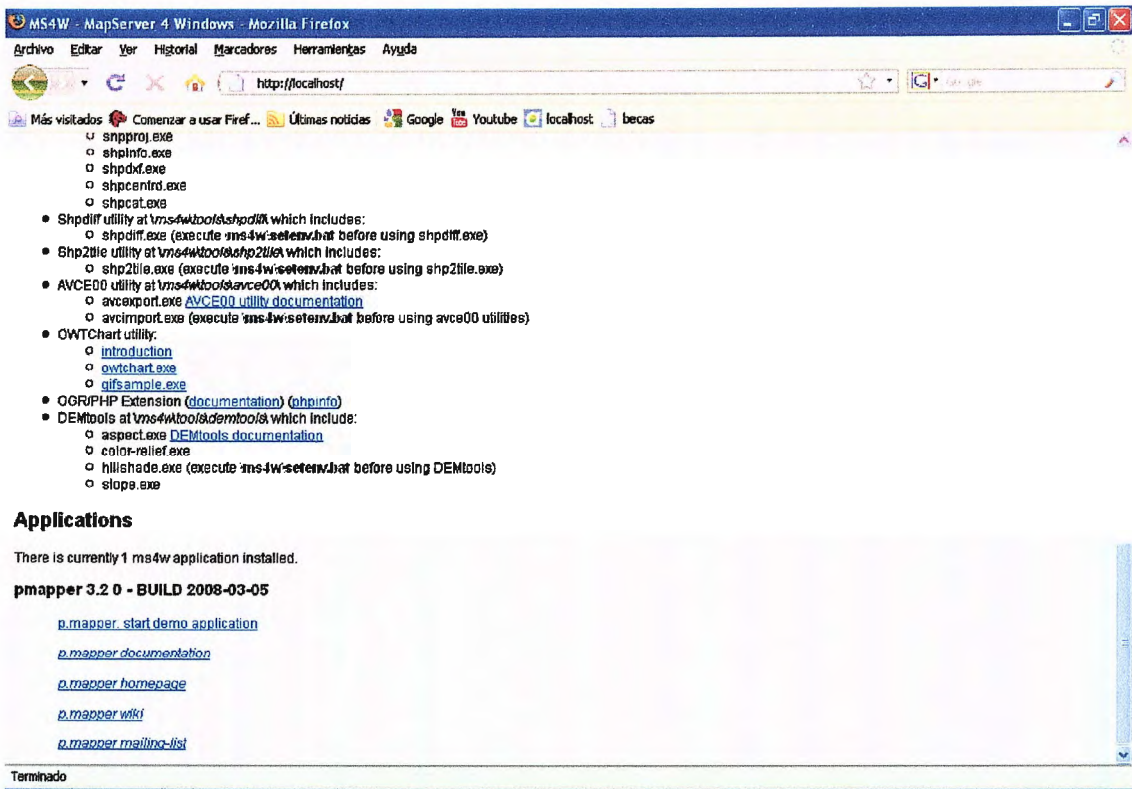 MS4W - MapServer 4 Windows - Mozilla Firefox
Archivo Editar Ver Historial Marcadores Herramientas Ayuda
http://localhost/
G
Más visitados Comenzar a usar Firef... Últimas noticias Google You Tube Youtube localhost becas
shpproj.exe
shpinfo.exe
shpdxf.exe
shpcentrd.exe
shpcat.exe
Shpdiff utility at \ms4w\tools\shpdiff\ which includes:
shpdiff.exe (execute \ms4w\setenv.bat before using shpdiff.exe)
Shp2tile utility at \ms4w\tools\shp2tile\ which includes:
shp2tile.exe (execute \ms4w\setenv.bat before using shp2tile.exe)
AVCE00 utility at \ms4w\tools\avce00\ which includes:
avcexport.exe AVCE00 utility documentation
avcimport.exe (execute \ms4w\setenv.bat before using avce00 utilities)
OWTChart utility:
introduction
owtchart.exe
gifsample.exe
OGR/PHP Extension (documentation) (phpinfo)
DEMtools at \ms4w\tools\demtools\ which include:
aspect.exe DEMtools documentation
color-relief.exe
hillshade.exe (execute \ms4w\setenv.bat before using DEMtools)
slope.exe
Applications
There is currently 1 ms4w application installed.
pmapper 3.2 0 - BUILD 2008-03-05
p.mapper. start demo application
p.mapper documentation
p.mapper homepage
p.mapper wiki
p.mapper mailing-list
Terminado